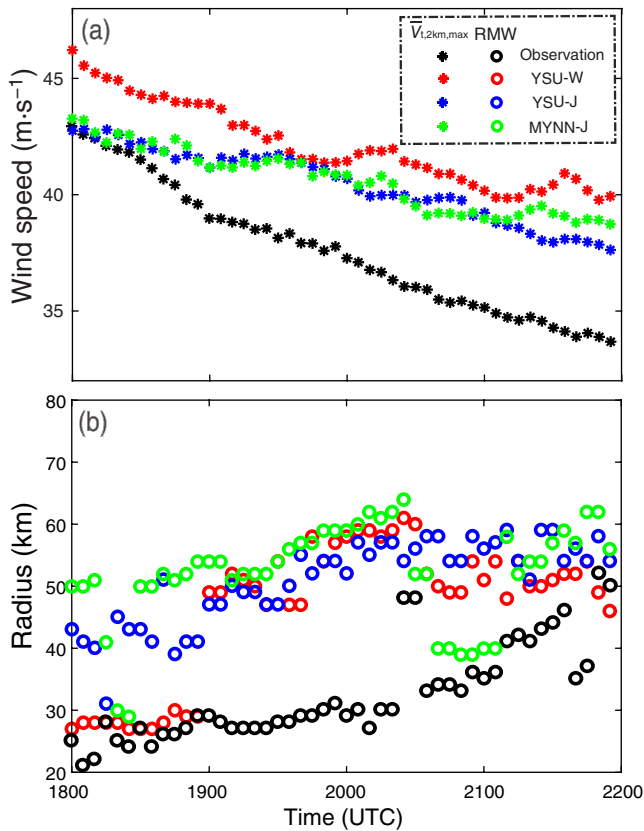 (a)
V̅t,2km,max RMW
Observation
YSU-W
YSU-J
MYNN-J
45
40
35
Wind speed (m·s⁻¹)
(b)
80
70
60
50
40
30
20
Radius (km)
1800 1900 2000 2100 2200
Time (UTC)